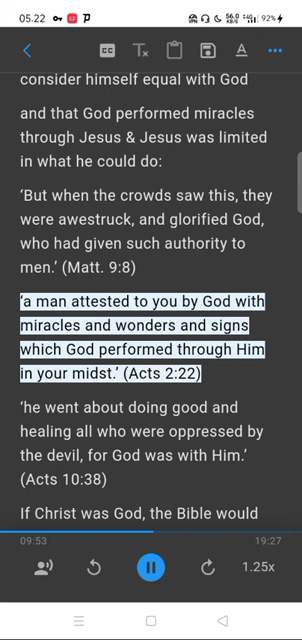 05.22
56.0
KB/S
92%
CC
consider himself equal with God
and that God performed miracles
through Jesus & Jesus was limited
in what he could do:
‘But when the crowds saw this, they
were awestruck, and glorified God,
who had given such authority to
men.’ (Matt. 9:8)
‘a man attested to you by God with
miracles and wonders and signs
which God performed through Him
in your midst.’ (Acts 2:22)
‘he went about doing good and
healing all who were oppressed by
the devil, for God was with Him.’
(Acts 10:38)
If Christ was God, the Bible would
09:53
19:27
1.25x